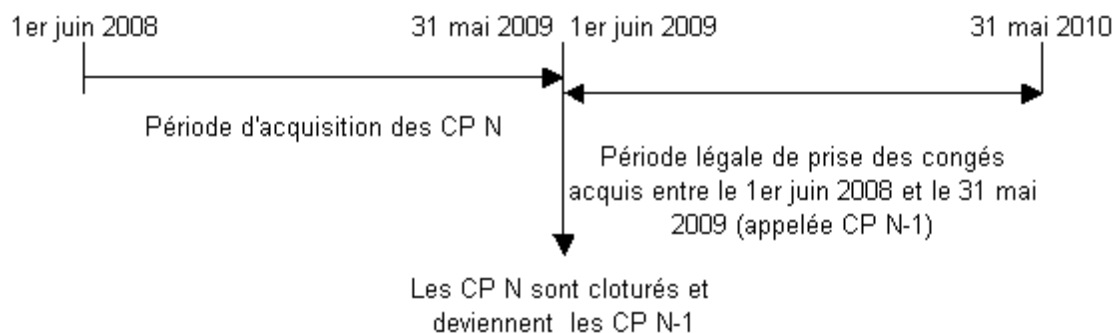 1er juin 2008 31 mai 2009 1er juin 2009 31 mai 2010
Période d'acquisition des CP N
Période légale de prise des congés
acquis entre le 1er juin 2008 et le 31 mai
2009 (appelée CP N-1)
Les CP N sont cloturés et
deviennent les CP N-1